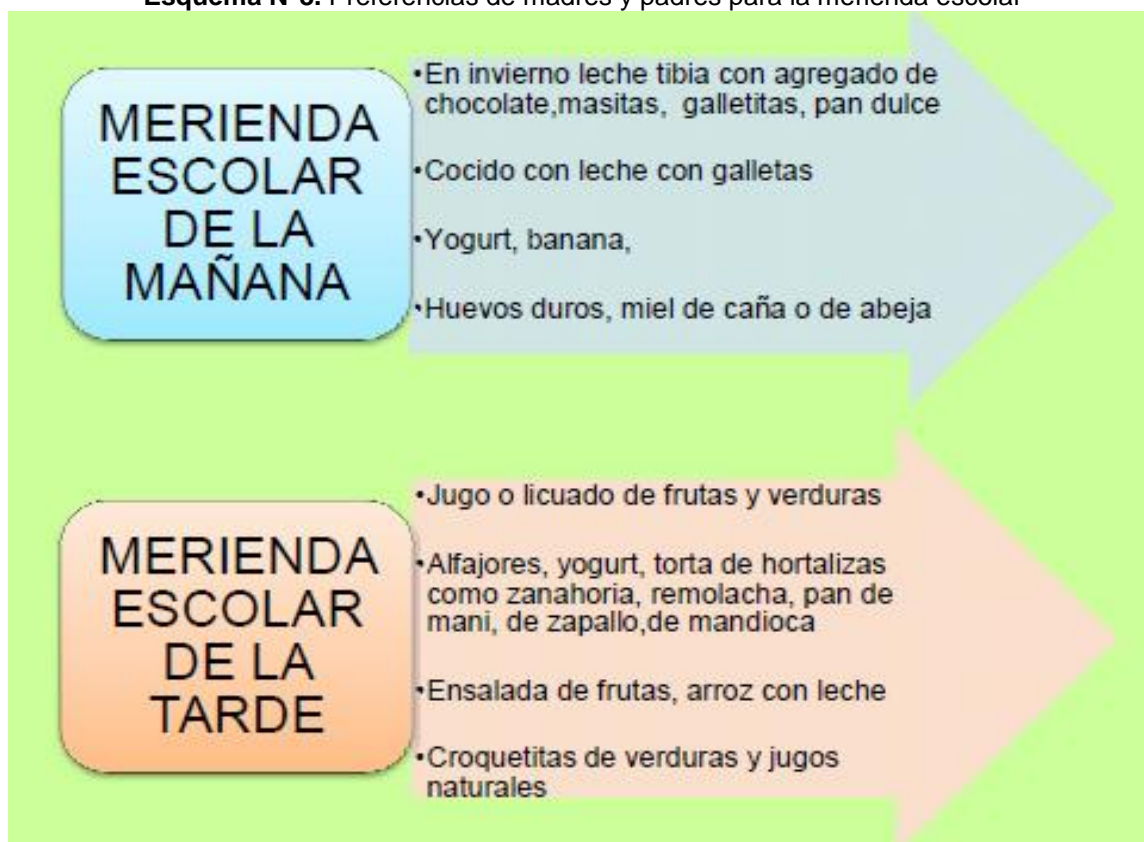 Esquema N°8. Preferencias de madres y padres para la merienda escolar
MERIENDA
ESCOLAR
DE LA
MAÑANA
•En invierno leche tibia con agregado de
chocolate,masitas, galletitas, pan dulce
•Cocido con leche con galletas
•Yogurt, banana,
•Huevos duros, miel de caña o de abeja
MERIENDA
ESCOLAR
DE LA
TARDE
•Jugo o licuado de frutas y verduras
•Alfajores, yogurt, torta de hortalizas
como zanahoria, remolacha, pan de
mani, de zapallo,de mandioca
•Ensalada de frutas, arroz con leche
•Croquetitas de verduras y jugos
naturales